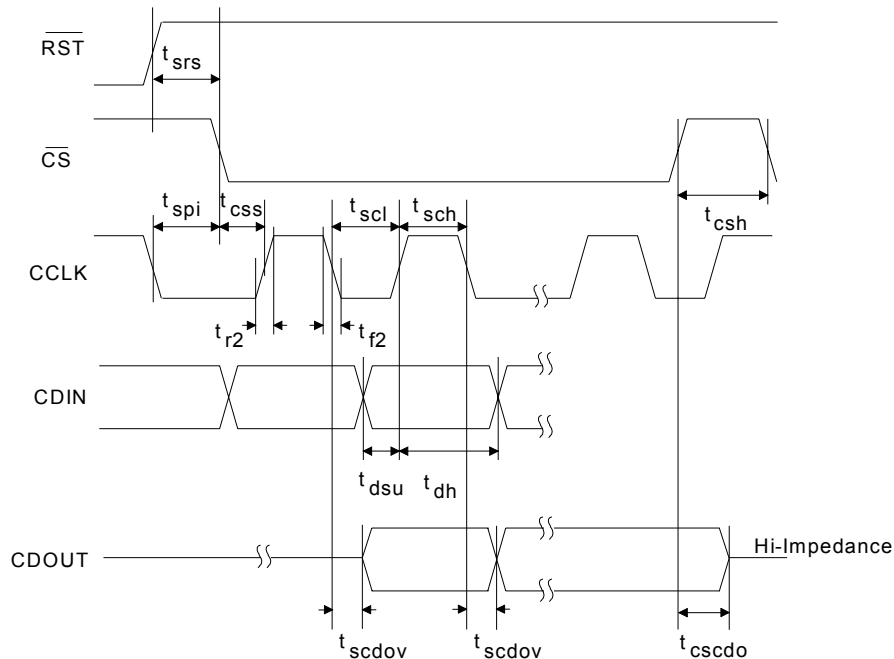 RST
t srs
CS
t spi
t css
t scl
t sch
t csh
CCLK
t r2
t f2
CDIN
t dsu
t dh
CDOUT
Hi-Impedance
t scdov
t scdov
t cscdo